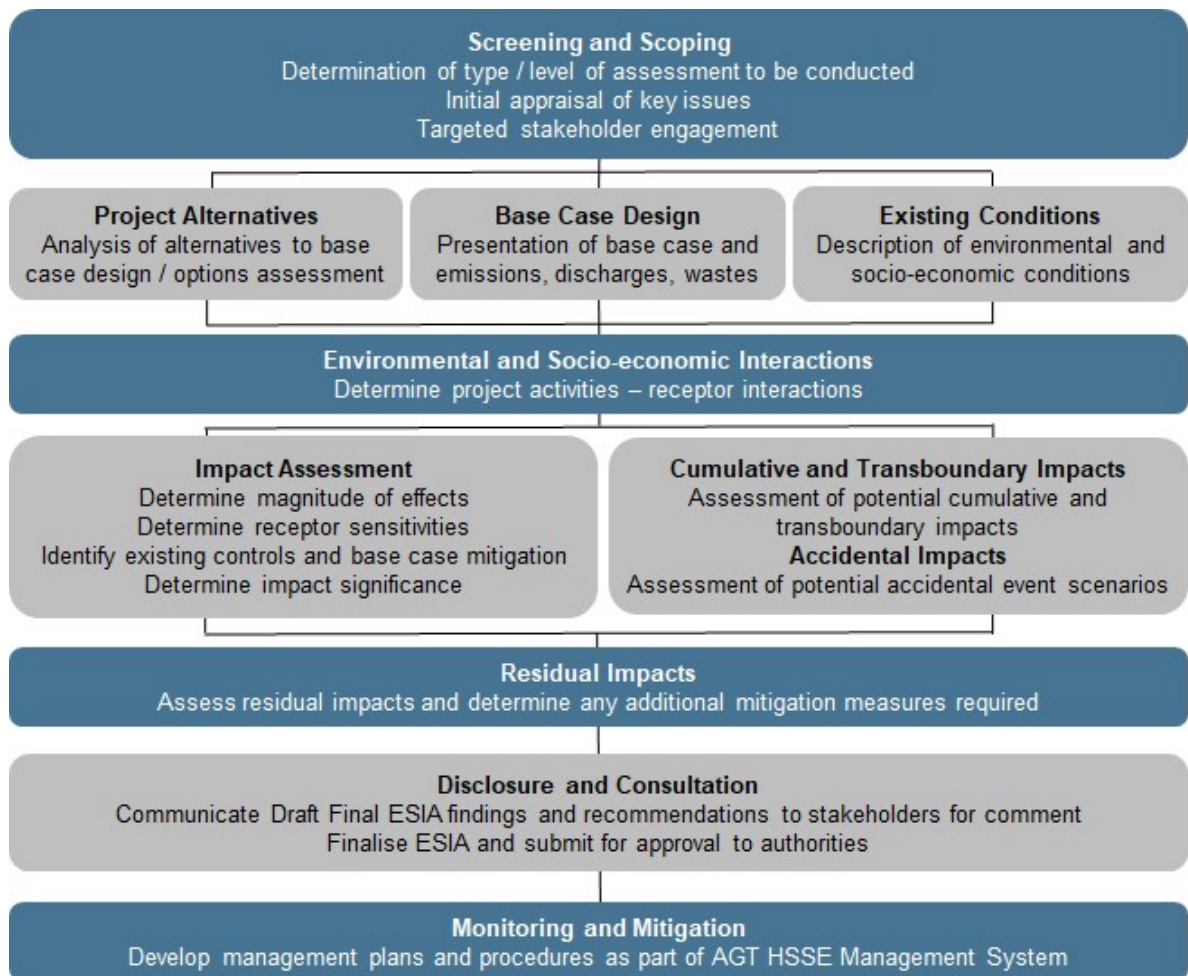 Screening and Scoping
Determination of type / level of assessment to be conducted
Initial appraisal of key issues
Targeted stakeholder engagement
Project Alternatives
Analysis of alternatives to base
case design / options assessment
Base Case Design
Presentation of base case and
emissions, discharges, wastes
Existing Conditions
Description of environmental and
socio-economic conditions
Environmental and Socio-economic Interactions
Determine project activities – receptor interactions
Impact Assessment
Determine magnitude of effects
Determine receptor sensitivities
Identify existing controls and base case mitigation
Determine impact significance
Cumulative and Transboundary Impacts
Assessment of potential cumulative and
transboundary impacts
Accidental Impacts
Assessment of potential accidental event scenarios
Residual Impacts
Assess residual impacts and determine any additional mitigation measures required
Disclosure and Consultation
Communicate Draft Final ESIA findings and recommendations to stakeholders for comment
Finalise ESIA and submit for approval to authorities
Monitoring and Mitigation
Develop management plans and procedures as part of AGT HSSE Management System